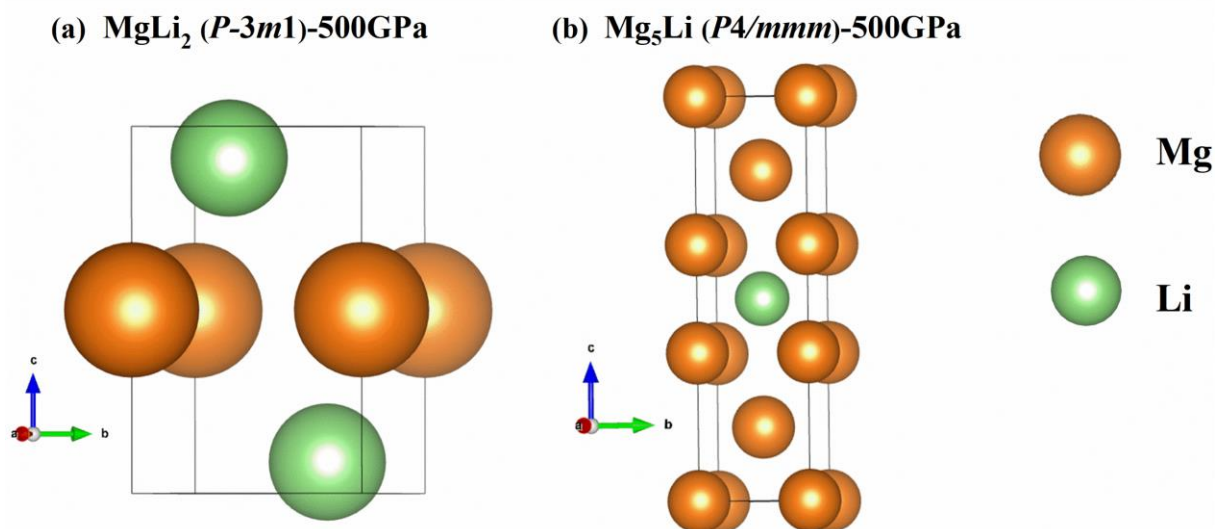 (a) MgLi₂ (P-3m1)-500GPa
(b) Mg₅Li (P4/mmm)-500GPa
Mg
Li
c
a
b
c
a
b